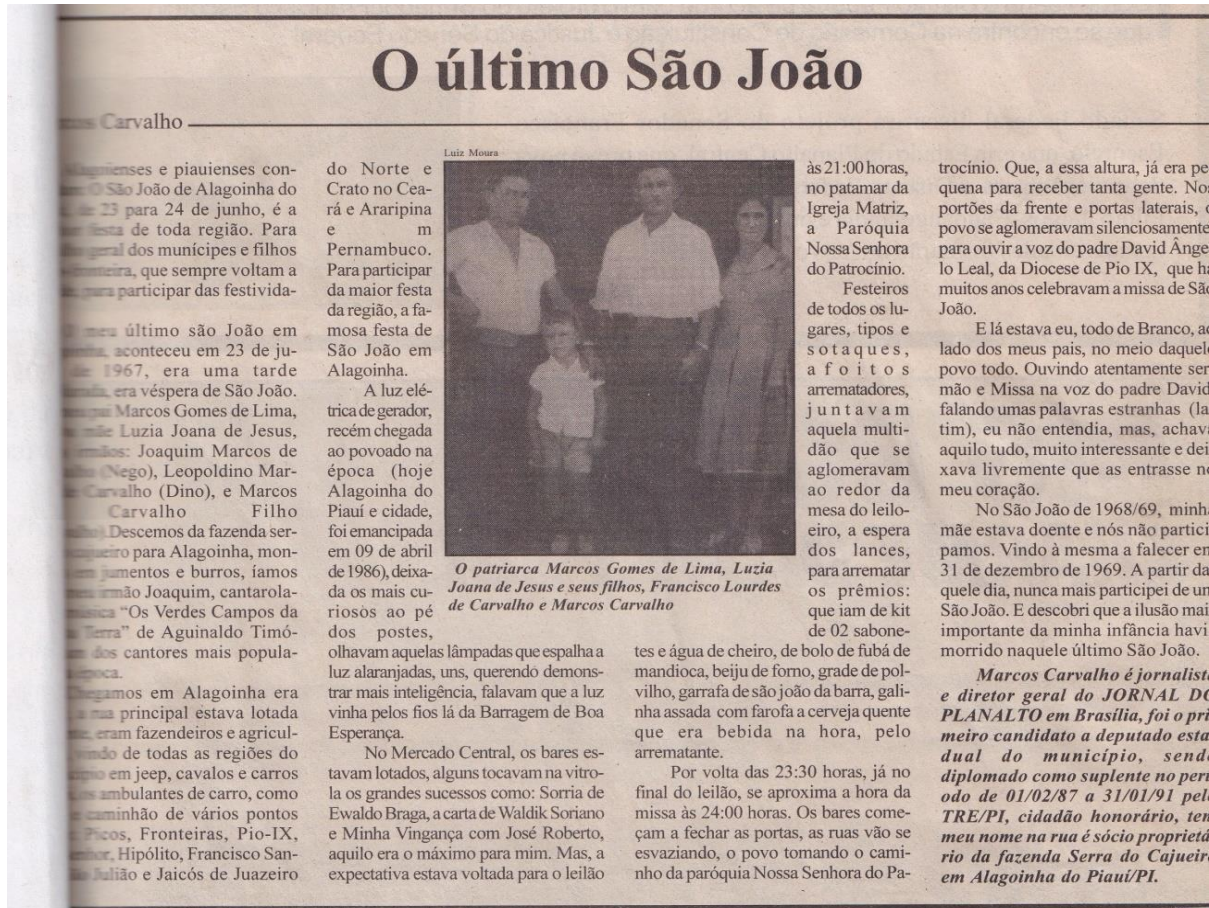 O último São João
Carvalho
e piauienses con-
O São João de Alagoinha do
23 para 24 de junho, é a
festa de toda região. Para
geral dos munícipes e filhos
que sempre voltam a
para participar das festivida-
meu último são João em
aconteceu em 23 de ju-
de 1967, era uma tarde
era véspera de São João.
Marcos Gomes de Lima,
mãe Luzia Joana de Jesus,
irmãos: Joaquim Marcos de
(Nego), Leopoldino Mar-
Carvalho (Dino), e Marcos
Carvalho Filho
Descemos da fazenda ser-
para Alagoinha, mon-
em jumentos e burros, íamos
meu irmão Joaquim, cantarola-
música “Os Verdes Campos da
Terra” de Aguinaldo Timó-
dos cantores mais popula-
época.
Chegamos em Alagoinha era
a rua principal estava lotada
eram fazendeiros e agricul-
vindo de todas as regiões do
em jeep, cavalos e carros
os ambulantes de carro, como
caminhão de vários pontos
Picos, Fronteiras, Pio-IX,
Hipólito, Francisco San-
Julião e Jaicós de Juazeiro
do Norte e
Crato no Cea-
rá e Araripina
e m
Pernambuco.
Para participar
da maior festa
da região, a fa-
mosa festa de
São João em
Alagoinha.
A luz elé-
trica de gerador,
recém chegada
ao povoado na
época (hoje
Alagoinha do
Piauí e cidade,
foi emancipada
em 09 de abril
de 1986), deixa-
da os mais cu-
riosos ao pé
dos postes,
olhavam aquelas lâmpadas que espalha a
luz alaranjadas, uns, querendo demons-
trar mais inteligência, falavam que a luz
vinha pelos fios lá da Barragem de Boa
Esperança.
No Mercado Central, os bares es-
tavam lotados, alguns tocavam na vitro-
la os grandes sucessos como: Sorria de
Ewaldo Braga, a carta de Waldik Soriano
e Minha Vingança com José Roberto,
aquilo era o máximo para mim. Mas, a
expectativa estava voltada para o leilão
Luiz Moura
O patriarca Marcos Gomes de Lima, Luzia
Joana de Jesus e seus filhos, Francisco Lourdes
de Carvalho e Marcos Carvalho
às 21:00 horas,
no patamar da
Igreja Matriz,
a Paróquia
Nossa Senhora
do Patrocínio.
Festeiros
de todos os lu-
gares, tipos e
sotaques,
afoitos
arrematadores,
juntavam
aquela multi-
dão que se
aglomeravam
ao redor da
mesa do leilo-
eiro, a espera
dos lances,
para arrematar
os prêmios:
que iam de kit
de 02 sabone-
tes e água de cheiro, de bolo de fubá de
mandioca, beiju de forno, grade de pol-
vilho, garrafa de são joão da barra, gali-
nha assada com farofa a cerveja quente
que era bebida na hora, pelo
arrematante.
Por volta das 23:30 horas, já no
final do leilão, se aproxima a hora da
missa às 24:00 horas. Os bares come-
çam a fechar as portas, as ruas vão se
esvaziando, o povo tomando o cami-
nho da paróquia Nossa Senhora do Pa-
trocínio. Que, a essa altura, já era pe
quena para receber tanta gente. No
portões da frente e portas laterais,
povo se aglomeravam silenciosamente
para ouvir a voz do padre David Ânge
lo Leal, da Diocese de Pio IX, que há
muitos anos celebravam a missa de São
João.
E lá estava eu, todo de Branco, ao
lado dos meus pais, no meio daquele
povo todo. Ouvindo atentamente ser
mão e Missa na voz do padre David
falando umas palavras estranhas (la
tim), eu não entendia, mas, achava
aquilo tudo, muito interessante e dei
xava livremente que as entrasse no
meu coração.
No São João de 1968/69, minha
mãe estava doente e nós não partici
pamos. Vindo à mesma a falecer em
31 de dezembro de 1969. A partir da
quele dia, nunca mais participei de um
São João. E descobri que a ilusão mai
importante da minha infância havi
morrido naquele último São João.
Marcos Carvalho é jornalista
e diretor geral do JORNAL DO
PLANALTO em Brasília, foi o pri
meiro candidato a deputado esta
dual do município, sendo
diplomado como suplente no perí
odo de 01/02/87 a 31/01/91 pelo
TRE/PI, cidadão honorário, tem
meu nome na rua é sócio proprietá
rio da fazenda Serra do Cajueiro
em Alagoinha do Piauí/PI.